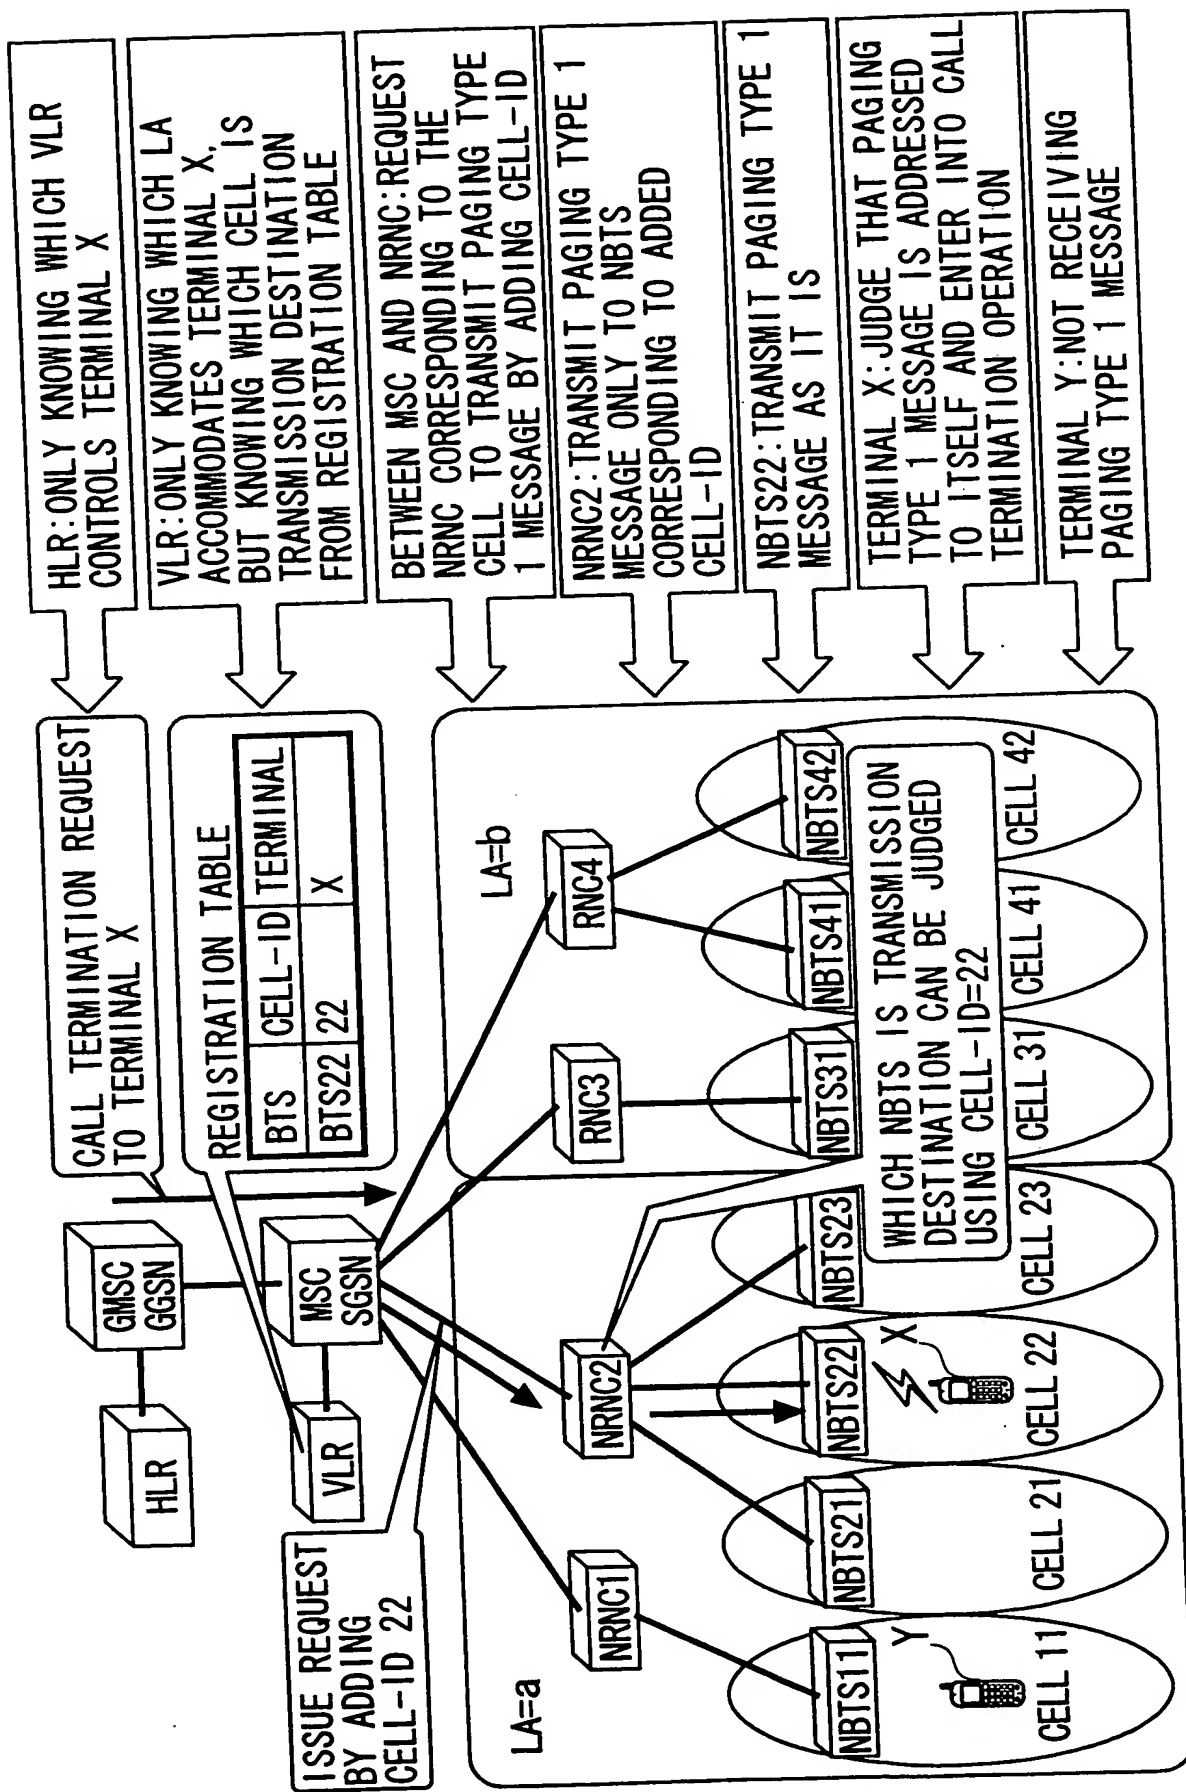 HLR
GMSC
GGSN
CALL TERMINATION REQUEST
TO TERMINAL X
HLR:ONLY KNOWING WHICH VLR
CONTROLS TERMINAL X
VLR
MSC
SGSN
REGISTRATION TABLE
BTS CELL-ID TERMINAL
BTS22 22 X
VLR:ONLY KNOWING WHICH LA
ACCOMMODATES TERMINAL X,
BUT KNOWING WHICH CELL IS
TRANSMISSION DESTINATION
FROM REGISTRATION TABLE
ISSUE REQUEST
BY ADDING
CELL-ID 22
BETWEEN MSC AND NRNC:REQUEST
NRNC CORRESPONDING TO THE
CELL TO TRANSMIT PAGING TYPE
1 MESSAGE BY ADDING CELL-ID
LA=a
LA=b
NRNC1
NRNC2
RNC3
RNC4
NRNC2:TRANSMIT PAGING TYPE 1
MESSAGE ONLY TO NBTS
CORRESPONDING TO ADDED
CELL-ID
NBTS11
NBTS21
NBTS22
NBTS23
NBTS31
NBTS41
NBTS42
NBTS22:TRANSMIT PAGING TYPE 1
MESSAGE AS IT IS
Y
X
WHICH NBTS IS TRANSMISSION
DESTINATION CAN BE JUDGED
USING CELL-ID=22
TERMINAL X:JUDGE THAT PAGING
TYPE 1 MESSAGE IS ADDRESSED
TO ITSELF AND ENTER INTO CALL
TERMINATION OPERATION
CELL 11
CELL 21
CELL 22
CELL 23
CELL 31
CELL 41
CELL 42
TERMINAL Y:NOT RECEIVING
PAGING TYPE 1 MESSAGE